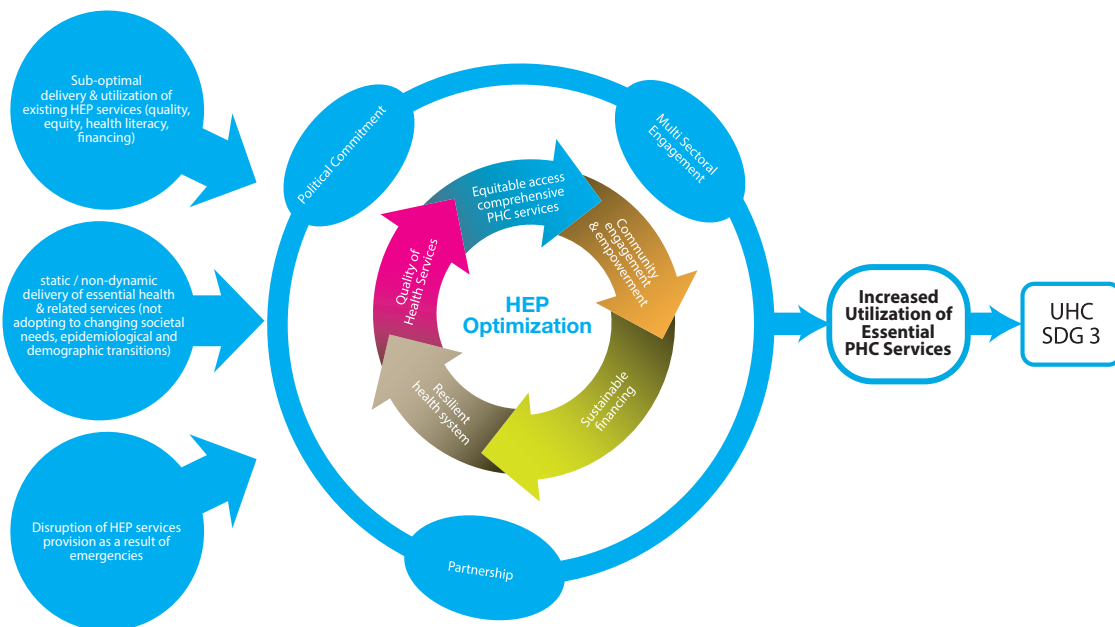 Sub-optimal
delivery & utilization of
existing HEP services (quality,
equity, health literacy,
financing)
static / non-dynamic
delivery of essential health
& related services (not
adopting to changing societal
needs, epidemiological and
demographic transitions)
Disruption of HEP services
provision as a result of
emergencies
Political Commitment
Multi Sectoral
Engagement
Partnership
Equitable access
comprehensive
PHC services
Community
engagement
& empowerment
Sustainable
financing
Resilient
health system
Quality of
Health Services
HEP
Optimization
Increased
Utilization of
Essential
PHC Services
UHC
SDG 3